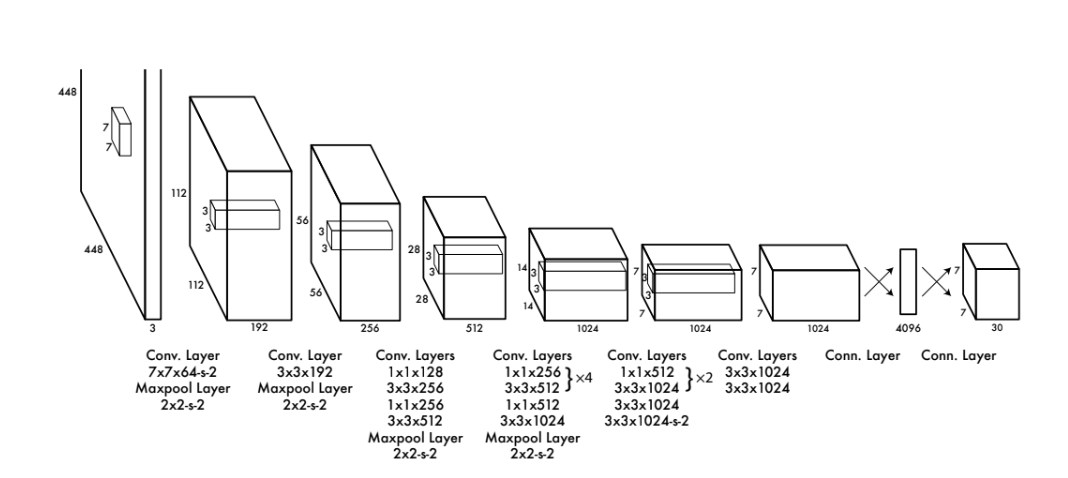 448
7
7
448
3
112
3
3
112
192
56
3
3
56
256
28
3
3
28
512
14
3
3
14
1024
7
3
3
7
1024
7
7
1024
4096
7
7
30
Conv. Layer
7x7x64-s-2
Maxpool Layer
2x2-s-2
Conv. Layer
3x3x192
Maxpool Layer
2x2-s-2
Conv. Layers
1x1x128
3x3x256
1x1x256
3x3x512
Maxpool Layer
2x2-s-2
Conv. Layers
1x1x256
3x3x512
}×4
1x1x512
3x3x1024
Maxpool Layer
2x2-s-2
Conv. Layers
1x1x512
3x3x1024
}×2
3x3x1024
3x3x1024-s-2
Conv. Layers
3x3x1024
3x3x1024
Conn. Layer
Conn. Layer